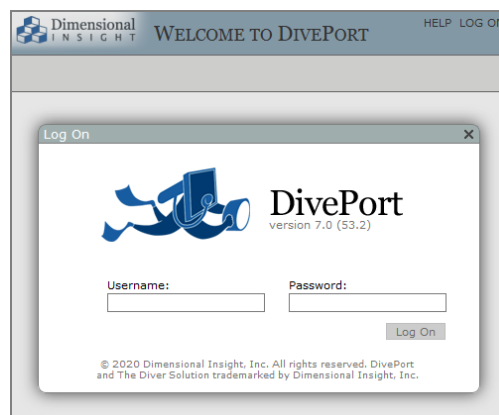 Dimensional
INSIGHT
WELCOME TO DIVEPORT
HELP LOG ON
Log On
DivePort
version 7.0 (53.2)
Username:
Password:
Log On
© 2020 Dimensional Insight, Inc. All rights reserved. DivePort
and The Diver Solution trademarked by Dimensional Insight, Inc.